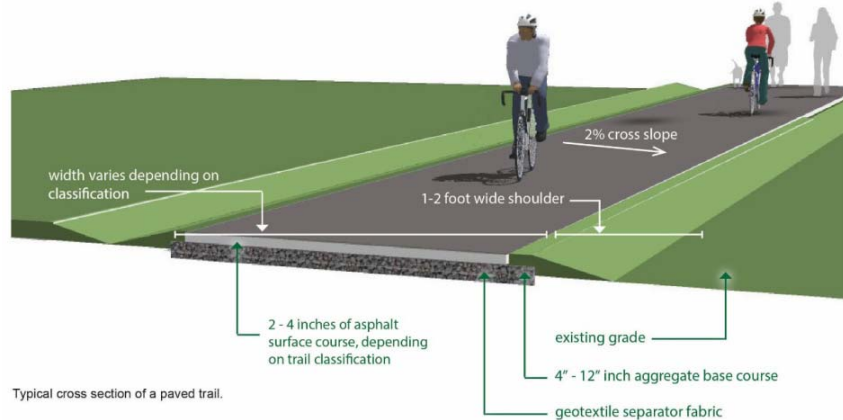 2% cross slope
width varies depending on
classification
1-2 foot wide shoulder
2 - 4 inches of asphalt
surface course, depending
on trail classification
existing grade
4” - 12” inch aggregate base course
geotextile separator fabric
Typical cross section of a paved trail.